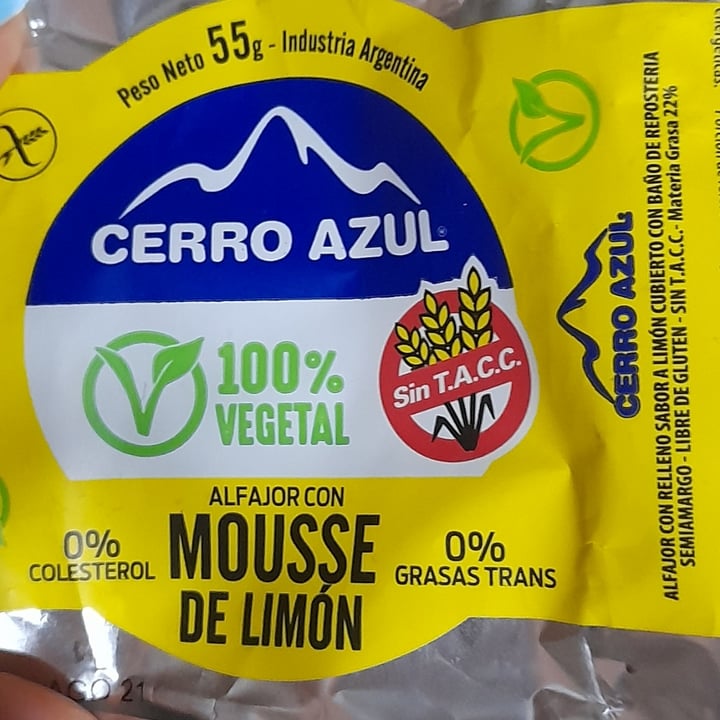 Peso Neto 55g - Industria Argentina
CERRO AZUL
100%
VEGETAL
Sin T.A.C.C.
ALFAJOR CON
MOUSSE
DE LIMÓN
0%
COLESTEROL
0%
GRASAS TRANS
AGO 21
CERRO AZUL
ALFAJOR CON RELLENO SABOR A LIMÓN CUBIERTO CON BAÑO DE REPOSTERIA
SEMIAMARGO - LIBRE DE GLUTEN - SIN T.A.C.C.- Materia Grasa 22%